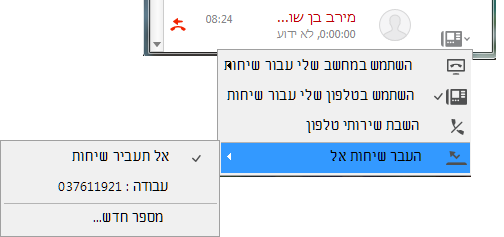 מירב בן שו...
08:24
0:00:00, לא ידוע
השתמש במחשב שלי עבור שיחות
השתמש בטלפון שלי עבור שיחות
השבת שירותי טלפון
העבר שיחות אל
אל תעביר שיחות
עבודה : 037611921
מספר חדש...